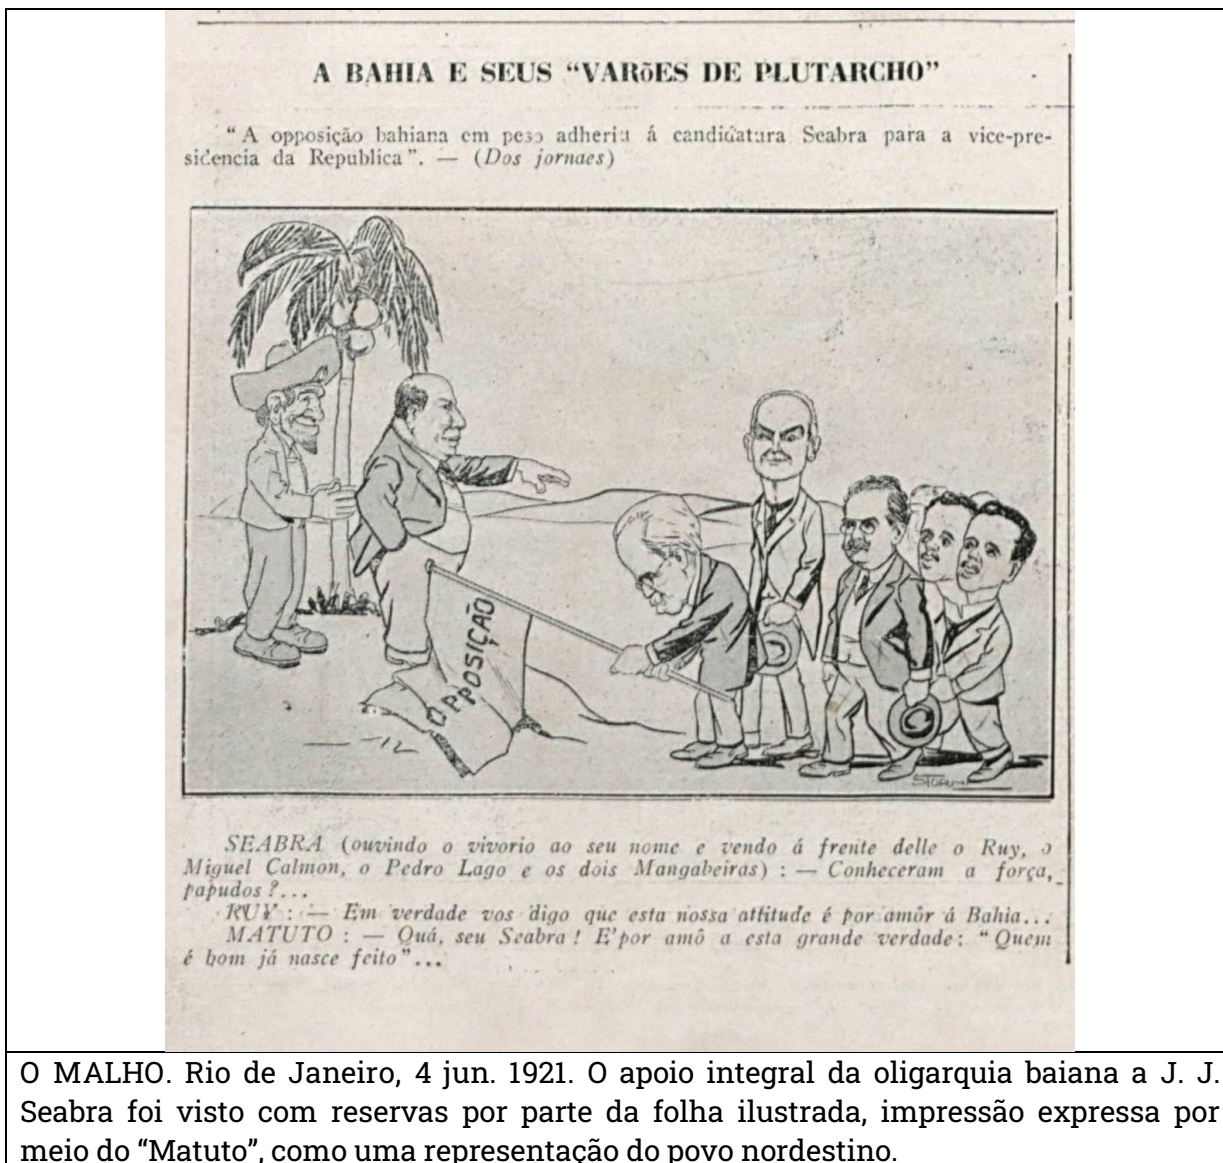 A BAHIA E SEUS “VARõES DE PLUTARCHO”
“A opposição bahiana em peso adheriu á candidatura Seabra para a vice-pre-
sidencia da Republica”. — (Dos jornaes)
OPPOSIÇÃO
STORNI
SEABRA (ouvindo o vivorio ao seu nome e vendo á frente delle o Ruy, o
Miguel Calmon, o Pedro Lago e os dois Mangabeiras) : — Conheceram a força,
papudos ?...
RUY : — Em verdade vos digo que esta nossa attitude é por amôr á Bahia...
MATUTO : — Quá, seu Seabra ! E'por amô a esta grande verdade : “Quem
é bom já nasce feito”...
O MALHO. Rio de Janeiro, 4 jun. 1921. O apoio integral da oligarquia baiana a J. J.
Seabra foi visto com reservas por parte da folha ilustrada, impressão expressa por
meio do “Matuto”, como uma representação do povo nordestino.